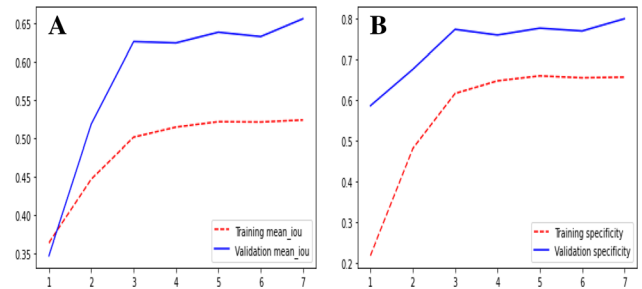 A
0.65
0.60
0.55
0.50
0.45
0.40
0.35
1 2 3 4 5 6 7
Training mean_iou
Validation mean_iou
B
0.8
0.7
0.6
0.5
0.4
0.3
0.2
1 2 3 4 5 6 7
Training specificity
Validation specificity